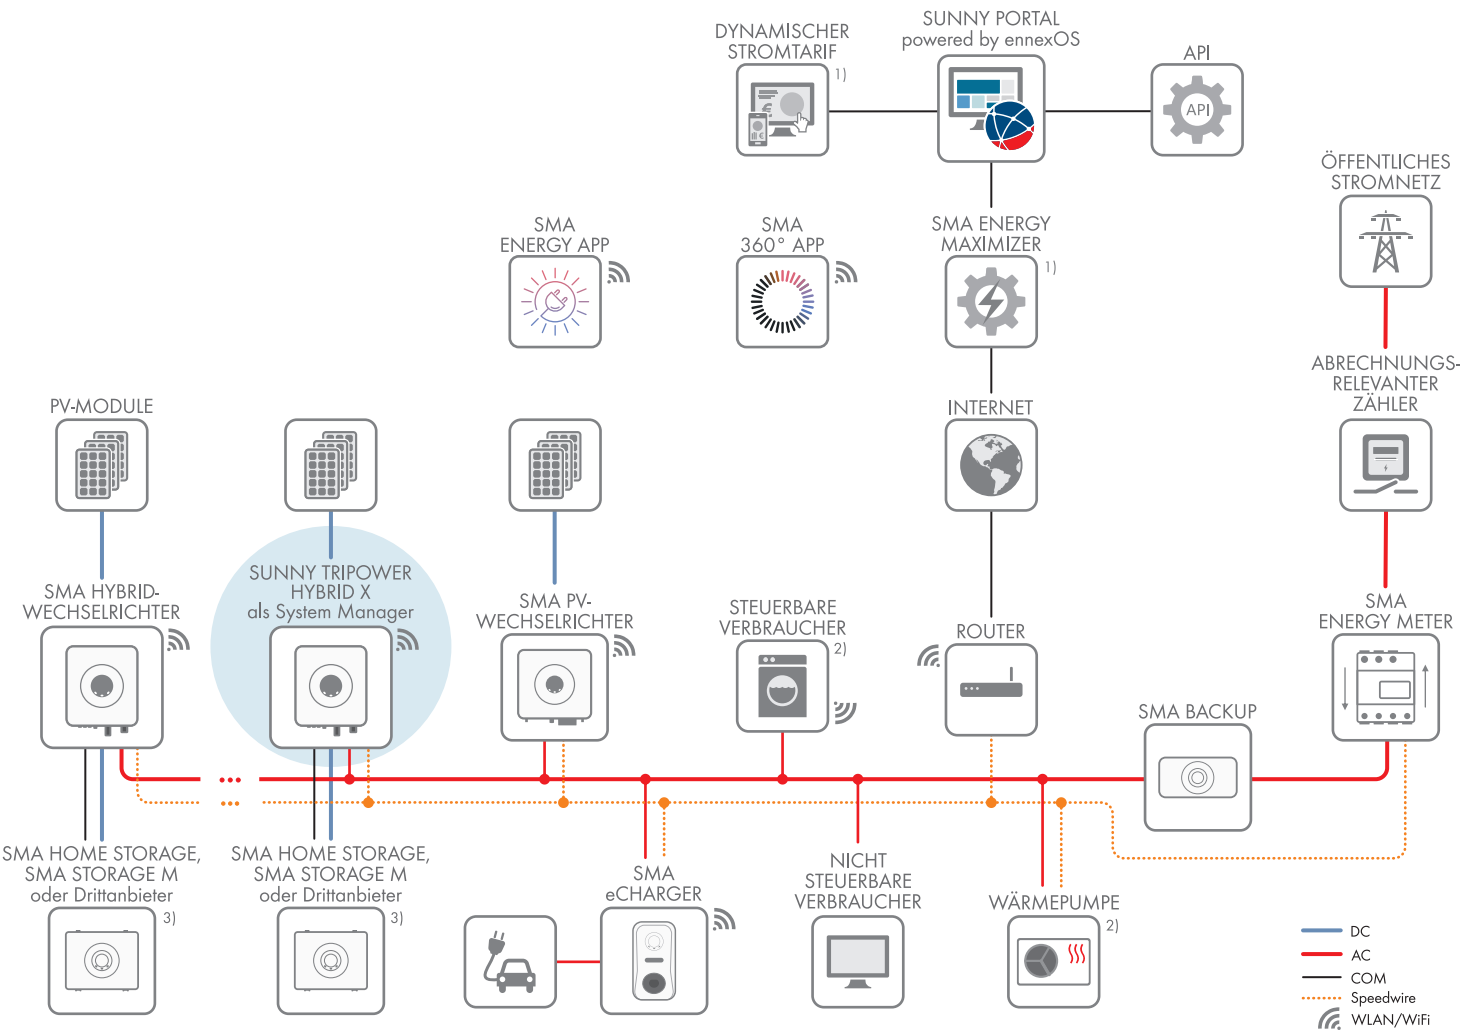 DYNAMISCHER
STROMTARIF
1)
SUNNY PORTAL
powered by ennexOS
API
API
ÖFFENTLICHES
STROMNETZ
SMA
ENERGY APP
SMA
360° APP
SMA ENERGY
MAXIMIZER
1)
ABRECHNUNGS-
RELEVANTER
ZÄHLER
PV-MODULE
INTERNET
SMA HYBRID-
WECHSELRICHTER
SUNNY TRIPOWER
HYBRID X
als System Manager
SMA PV-
WECHSELRICHTER
STEUERBARE
VERBRAUCHER
2)
ROUTER
SMA
ENERGY METER
SMA BACKUP
SMA HOME STORAGE,
SMA STORAGE M
oder Drittanbieter
3)
SMA HOME STORAGE,
SMA STORAGE M
oder Drittanbieter
3)
SMA
eCHARGER
NICHT
STEUERBARE
VERBRAUCHER
WÄRMEPUMPE
2)
DC
AC
COM
Speedwire
WLAN/WiFi